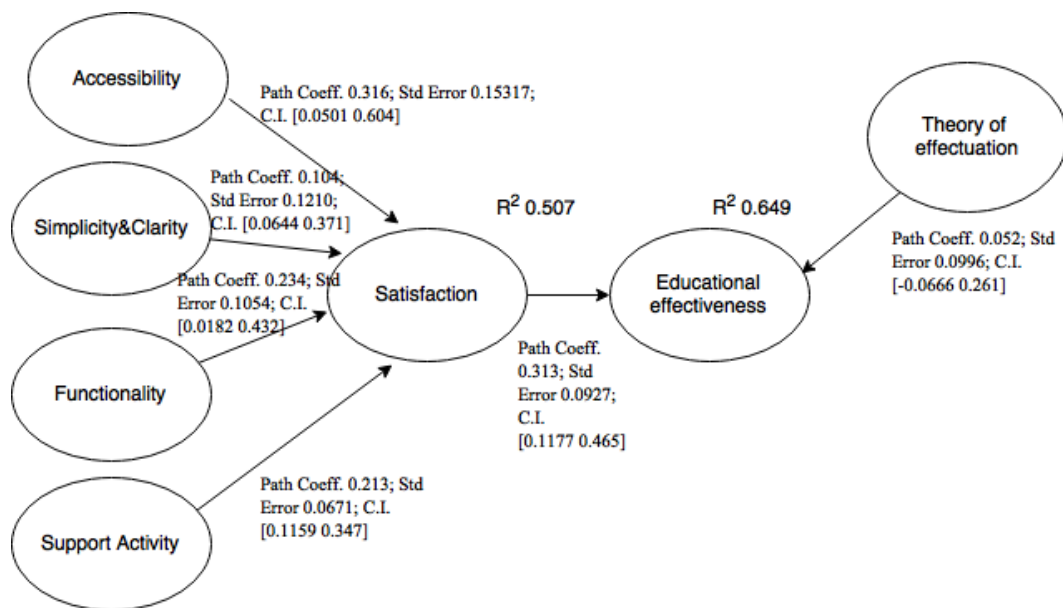 Accessibility
Path Coeff. 0.316; Std Error 0.15317;
C.I. [0.0501 0.604]
Theory of
effectuation
Path Coeff. 0.104;
Std Error 0.1210;
C.I. [0.0644 0.371]
Simplicity&Clarity
R² 0.507
R² 0.649
Path Coeff. 0.052; Std
Error 0.0996; C.I.
[-0.0666 0.261]
Path Coeff. 0.234; Std
Error 0.1054; C.I.
[0.0182 0.432]
Satisfaction
Educational
effectiveness
Path Coeff.
0.313; Std
Error 0.0927;
C.I.
[0.1177 0.465]
Functionality
Path Coeff. 0.213; Std
Error 0.0671; C.I.
[0.1159 0.347]
Support Activity